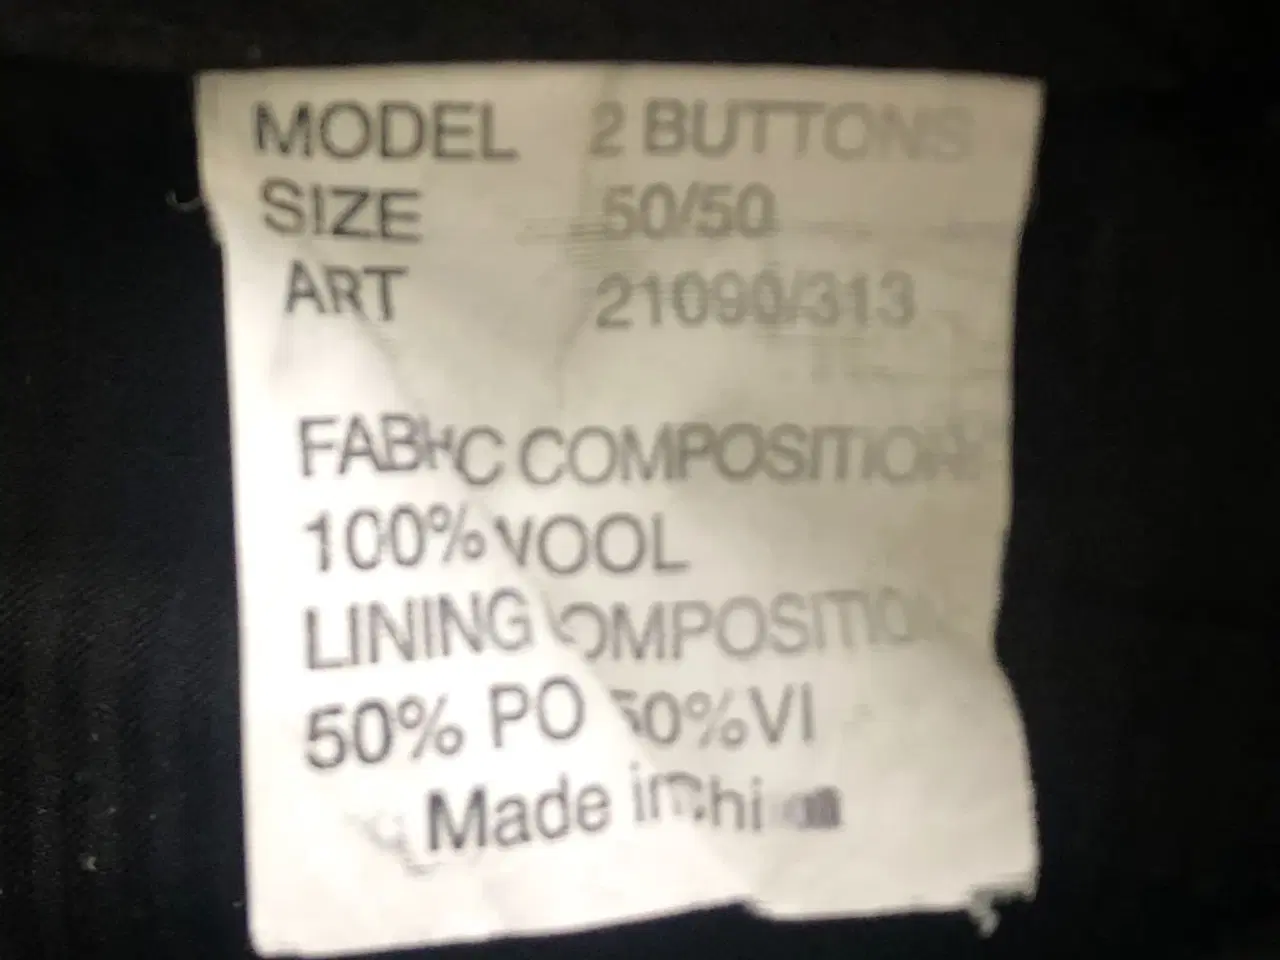 MODEL 2 BUTTONS
SIZE 50/50
ART 21090/313
FABRIC COMPOSITION
100% WOOL
LINING COMPOSITION
50% PO 50% VI
Made in China